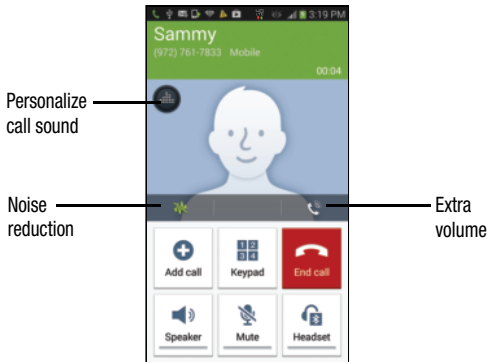 3:19 PM
Sammy
(972) 761-7833 Mobile
00:04
Personalize
call sound
Noise
reduction
Extra
volume
Add call
Keypad
End call
Speaker
Mute
Headset